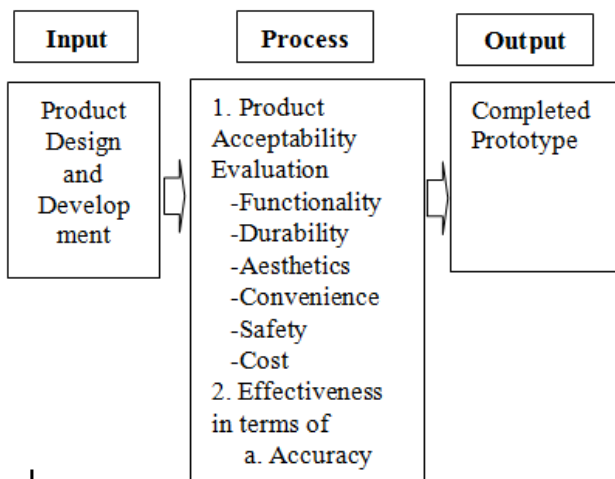 Input
Process
Output
Product
Design
and
Develop
ment
1. Product
Acceptability
Evaluation
-Functionality
-Durability
-Aesthetics
-Convenience
-Safety
-Cost
2. Effectiveness
in terms of
a. Accuracy
Completed
Prototype